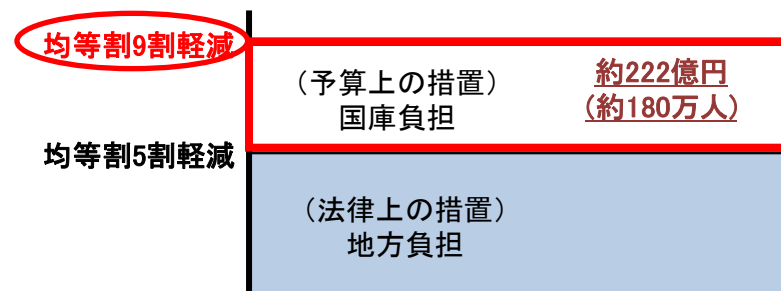 均等割9割軽減
（予算上の措置）
国庫負担
約222億円
(約180万人)
均等割5割軽減
（法律上の措置）
地方負担